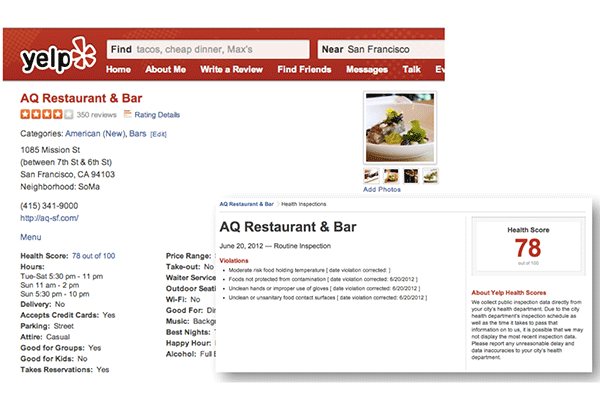 yelp
Find tacos, cheap dinner, Max's
Near San Francisco
Home About Me Write a Review Find Friends Messages Talk
AQ Restaurant & Bar
350 reviews Rating Details
Categories: American (New), Bars [Edit]
1085 Mission St
(between 7th St & 6th St)
San Francisco, CA 94103
Neighborhood: SoMa
(415) 341-9000
http://aq-sf.com/
Menu
Add Photos
Health Score: 78 out of 100
Hours:
Tue-Sat 5:30 pm - 11 pm
Sun 11 am - 2 pm
Sun 5:30 pm - 10 pm
Delivery: No
Accepts Credit Cards: Yes
Parking: Street
Attire: Casual
Good for Groups: Yes
Good for Kids: No
Takes Reservations: Yes
Price Range:
Take-out: No
Waiter Service
Outdoor Seati
Wi-Fi: No
Good For: Di
Music: Backg
Best Nights:
Happy Hour:
Alcohol: Full
AQ Restaurant & Bar / Health Inspections
AQ Restaurant & Bar
June 20, 2012 — Routine Inspection
Violations
Moderate risk food holding temperature [ date violation corrected: ]
Foods not protected from contamination [ date violation corrected: 6/20/2012 ]
Unclean hands or improper use of gloves [ date violation corrected: ]
Unclean or unsanitary food contact surfaces [ date violation corrected: 6/20/2012 ]
Health Score
78
out of 100
About Yelp Health Scores
We collect public inspection data directly from
your city's health department. Due to the city
health department's inspection schedule as
well as the time it takes to pass that
information on to us, it is possible that we may
not display the most recent inspection data.
Please report any unreasonable delay and
data inaccuracies to your city's health
department.